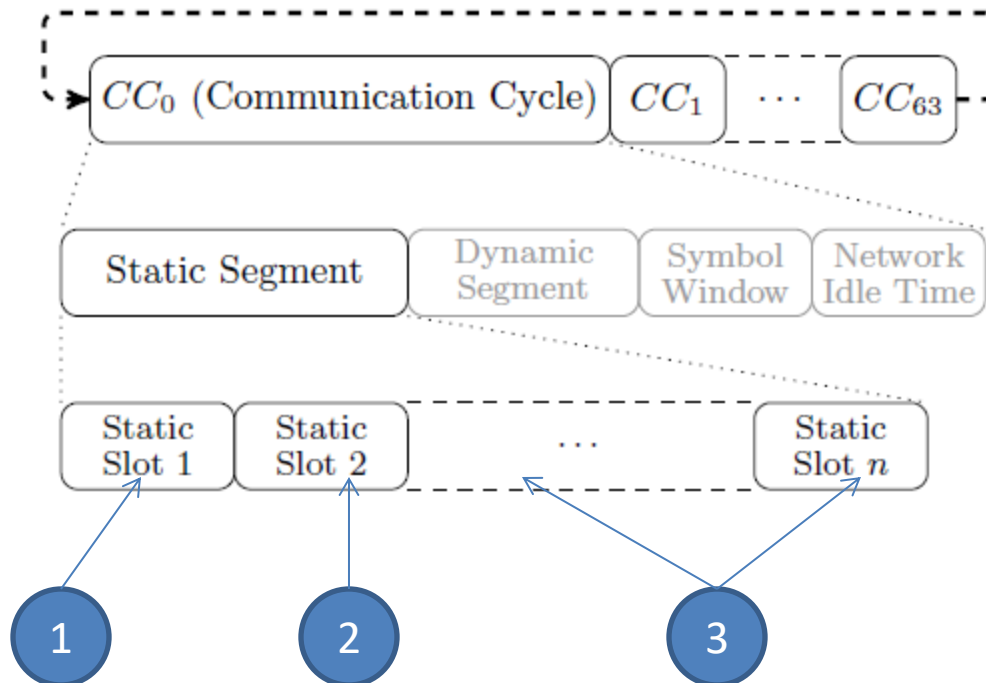 CC₀ (Communication Cycle) CC₁ ··· CC₆₃
Static Segment Dynamic Segment Symbol Window Network Idle Time
Static Slot 1 Static Slot 2 ··· Static Slot n
1 2 3